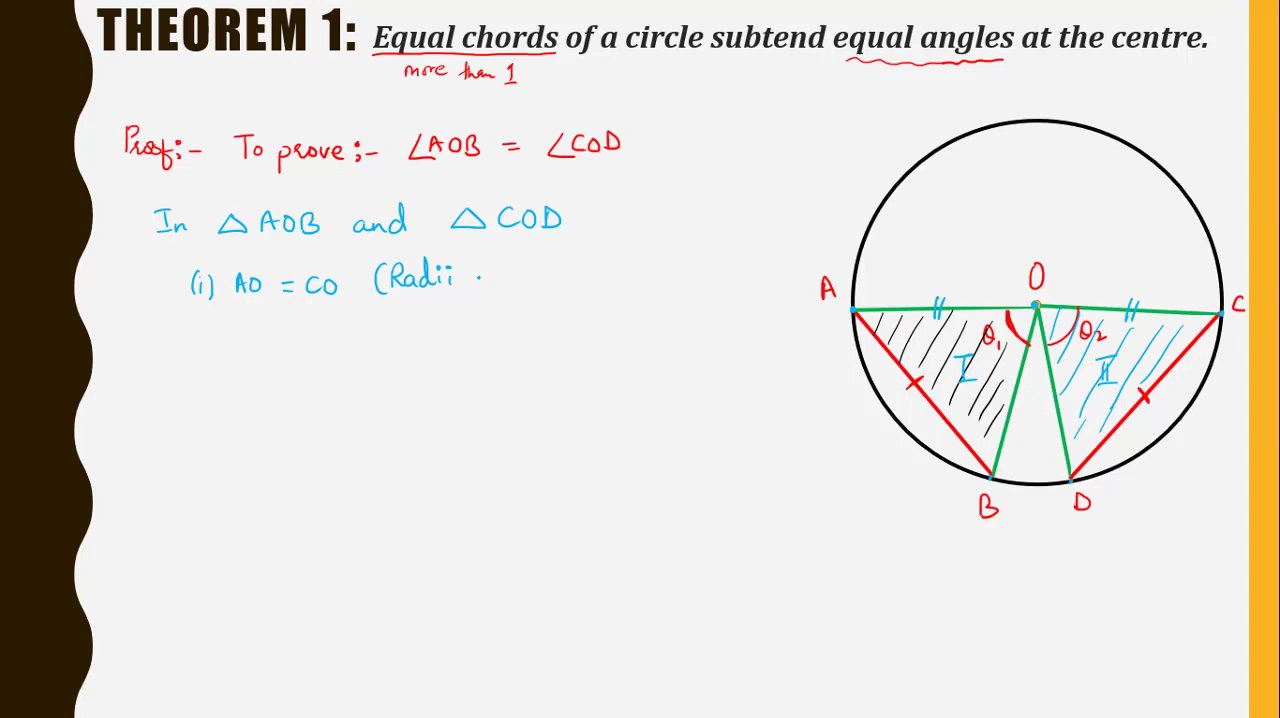 THEOREM 1: Equal chords of a circle subtend equal angles at the centre.
more than 1
Proof:- To prove:- ∠AOB = ∠COD
In △AOB and △COD
(i) AO = CO (Radii
O
A
C
θ₁
θ₂
I
II
B
D